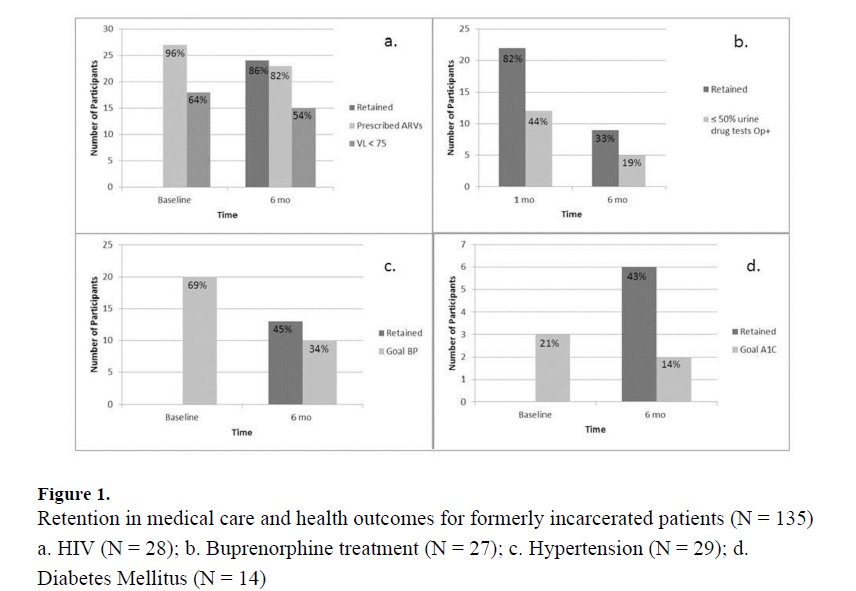 a.
Number of Participants
30
25
20
15
10
5
0
96%
64%
86%
82%
54%
Baseline
6 mo
Time
Retained
Prescribed ARVs
VL < 75
b.
Number of Participants
25
20
15
10
5
0
82%
44%
33%
19%
1 mo
6 mo
Time
Retained
≤ 50% urine
drug tests Op+
c.
Number of Participants
25
20
15
10
5
0
69%
45%
34%
Baseline
6 mo
Time
Retained
Goal BP
d.
Number of Participants
7
6
5
4
3
2
1
0
21%
43%
14%
Baseline
6 mo
Time
Retained
Goal A1C
Figure 1.
Retention in medical care and health outcomes for formerly incarcerated patients (N = 135)
a. HIV (N = 28); b. Buprenorphine treatment (N = 27); c. Hypertension (N = 29); d.
Diabetes Mellitus (N = 14)